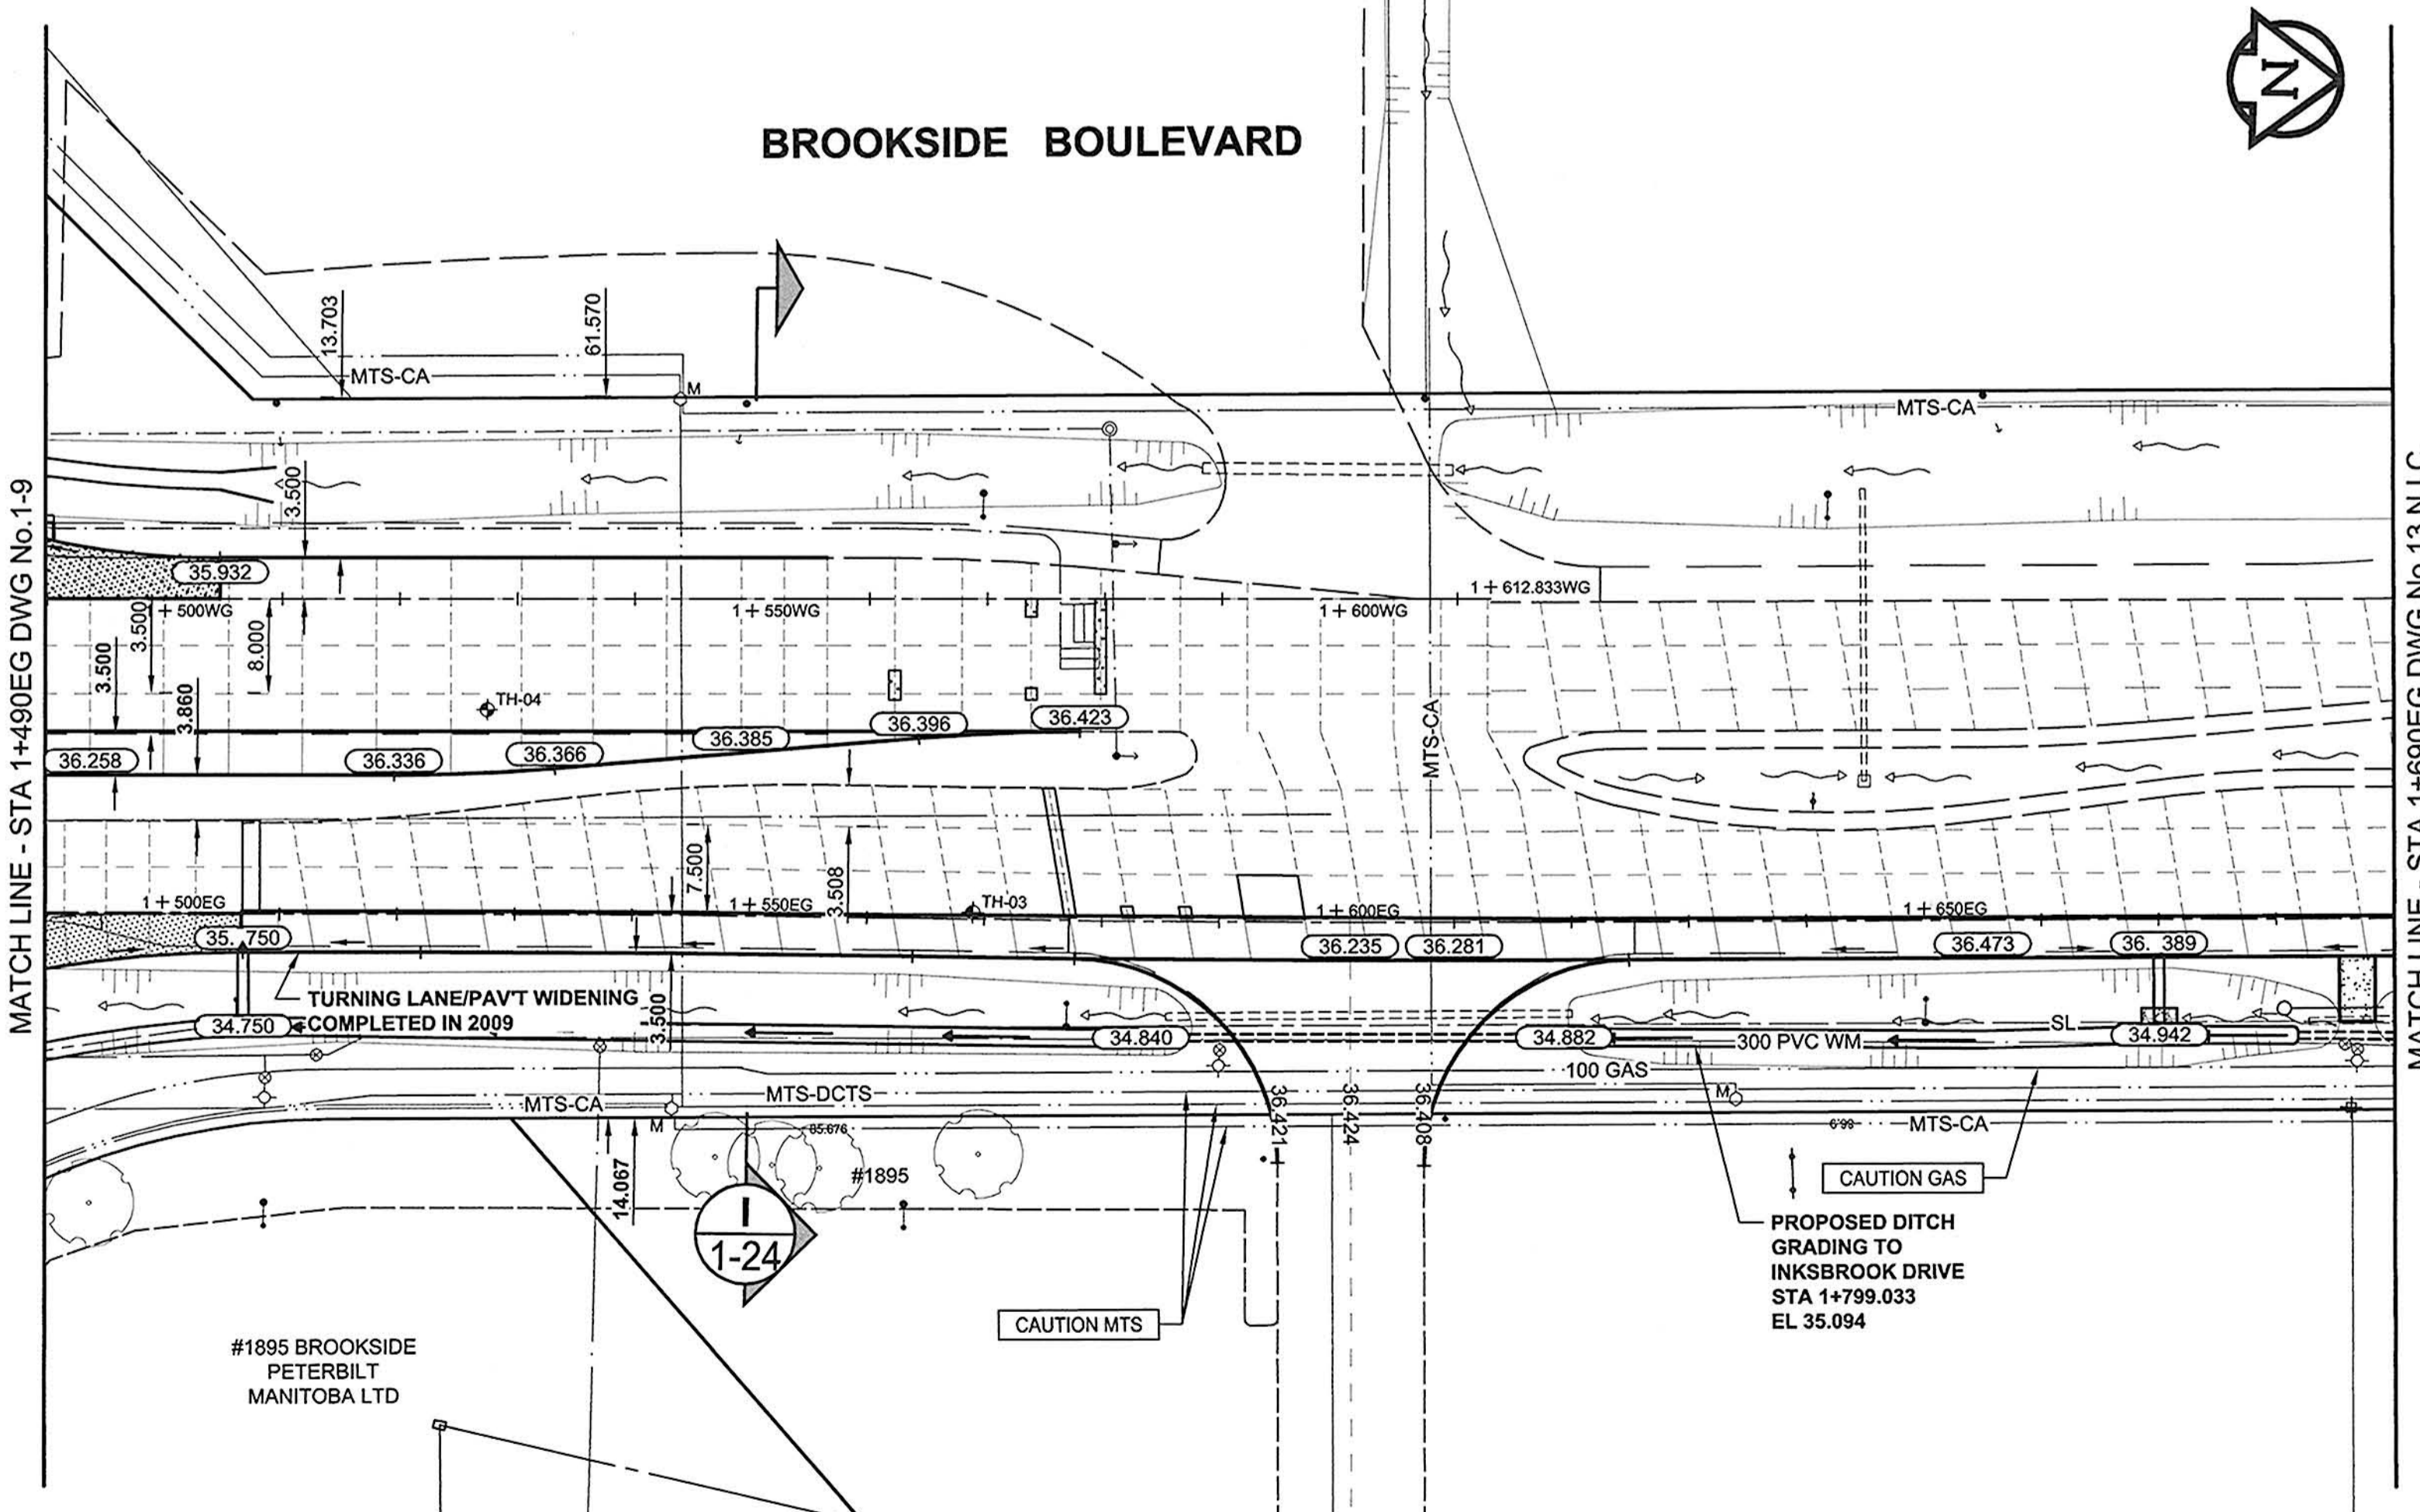 BROOKSIDE BOULEVARD
N
MATCH LINE - STA 1+490EG DWG No.1-9
13.703
61.570
MTS-CA
M
MTS-CA
3.500
35.932
1 + 612.833WG
+ 500WG
1 + 550WG
1 + 600WG
3.500
8.000
3.500
3.860
TH-04
MTS-CA
36.258
36.336
36.366
36.385
36.396
36.423
7.500
3.508
1 + 500EG
1 + 550EG
TH-03
1 + 600EG
1 + 650EG
35. 750
36.235
36.281
36.473
36. 389
TURNING LANE/PAV'T WIDENING
COMPLETED IN 2009
3.500
34.750
34.840
34.882
300 PVC WM
SL
34.942
100 GAS
MTS-CA
MTS-DCTS
M
M
85.676
36.421
36.424
36.408
MTS-CA
14.067
#1895
CAUTION GAS
I
1-24
PROPOSED DITCH
GRADING TO
INKSBROOK DRIVE
STA 1+799.033
EL 35.094
CAUTION MTS
#1895 BROOKSIDE
PETERBILT
MANITOBA LTD